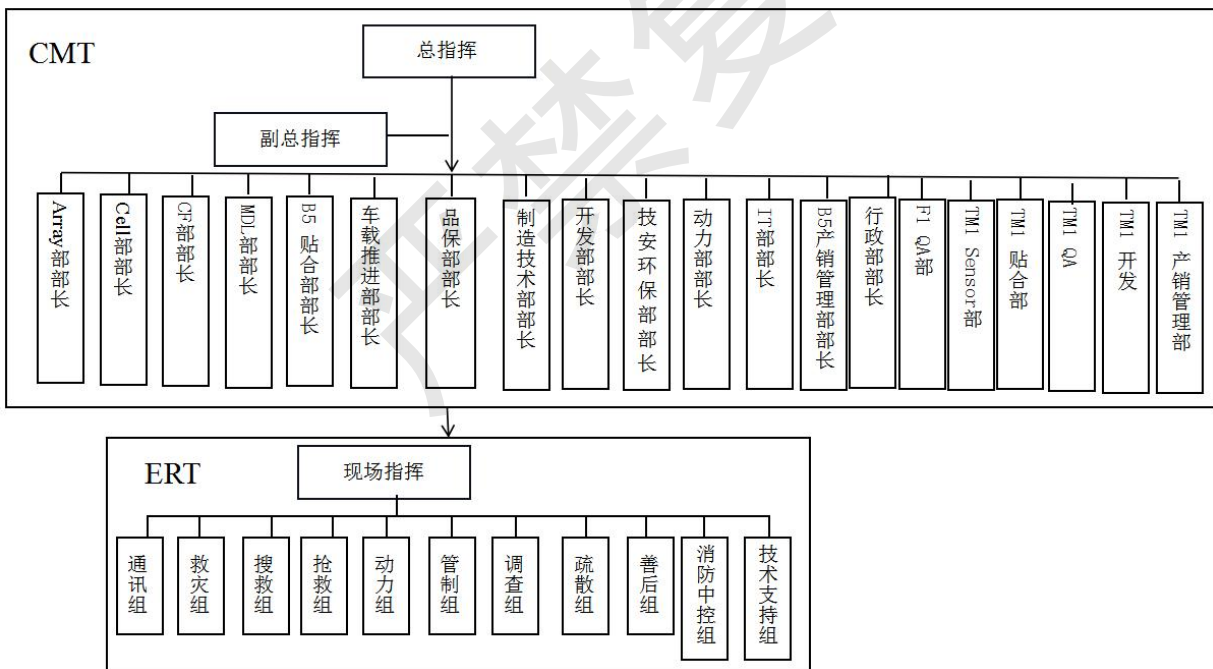 CMT
总指挥
副总指挥
Array部部长
Cell部部长
CF部部长
MDL部部长
B5 贴合部部长
车载推进部部长
品保部部长
制造技术部部长
开发部部长
技安环保部部长
动力部部长
IT部部长
B5产销管理部部长
行政部部长
F1 QA部
TM1 Sensor部
TM1 贴合部
TM1 QA
TM1 开发
TM1 产销管理部
ERT
现场指挥
通讯组
救灾组
搜救组
抢救组
动力组
管制组
调查组
疏散组
善后组
消防中控组
技术支持组
严禁复